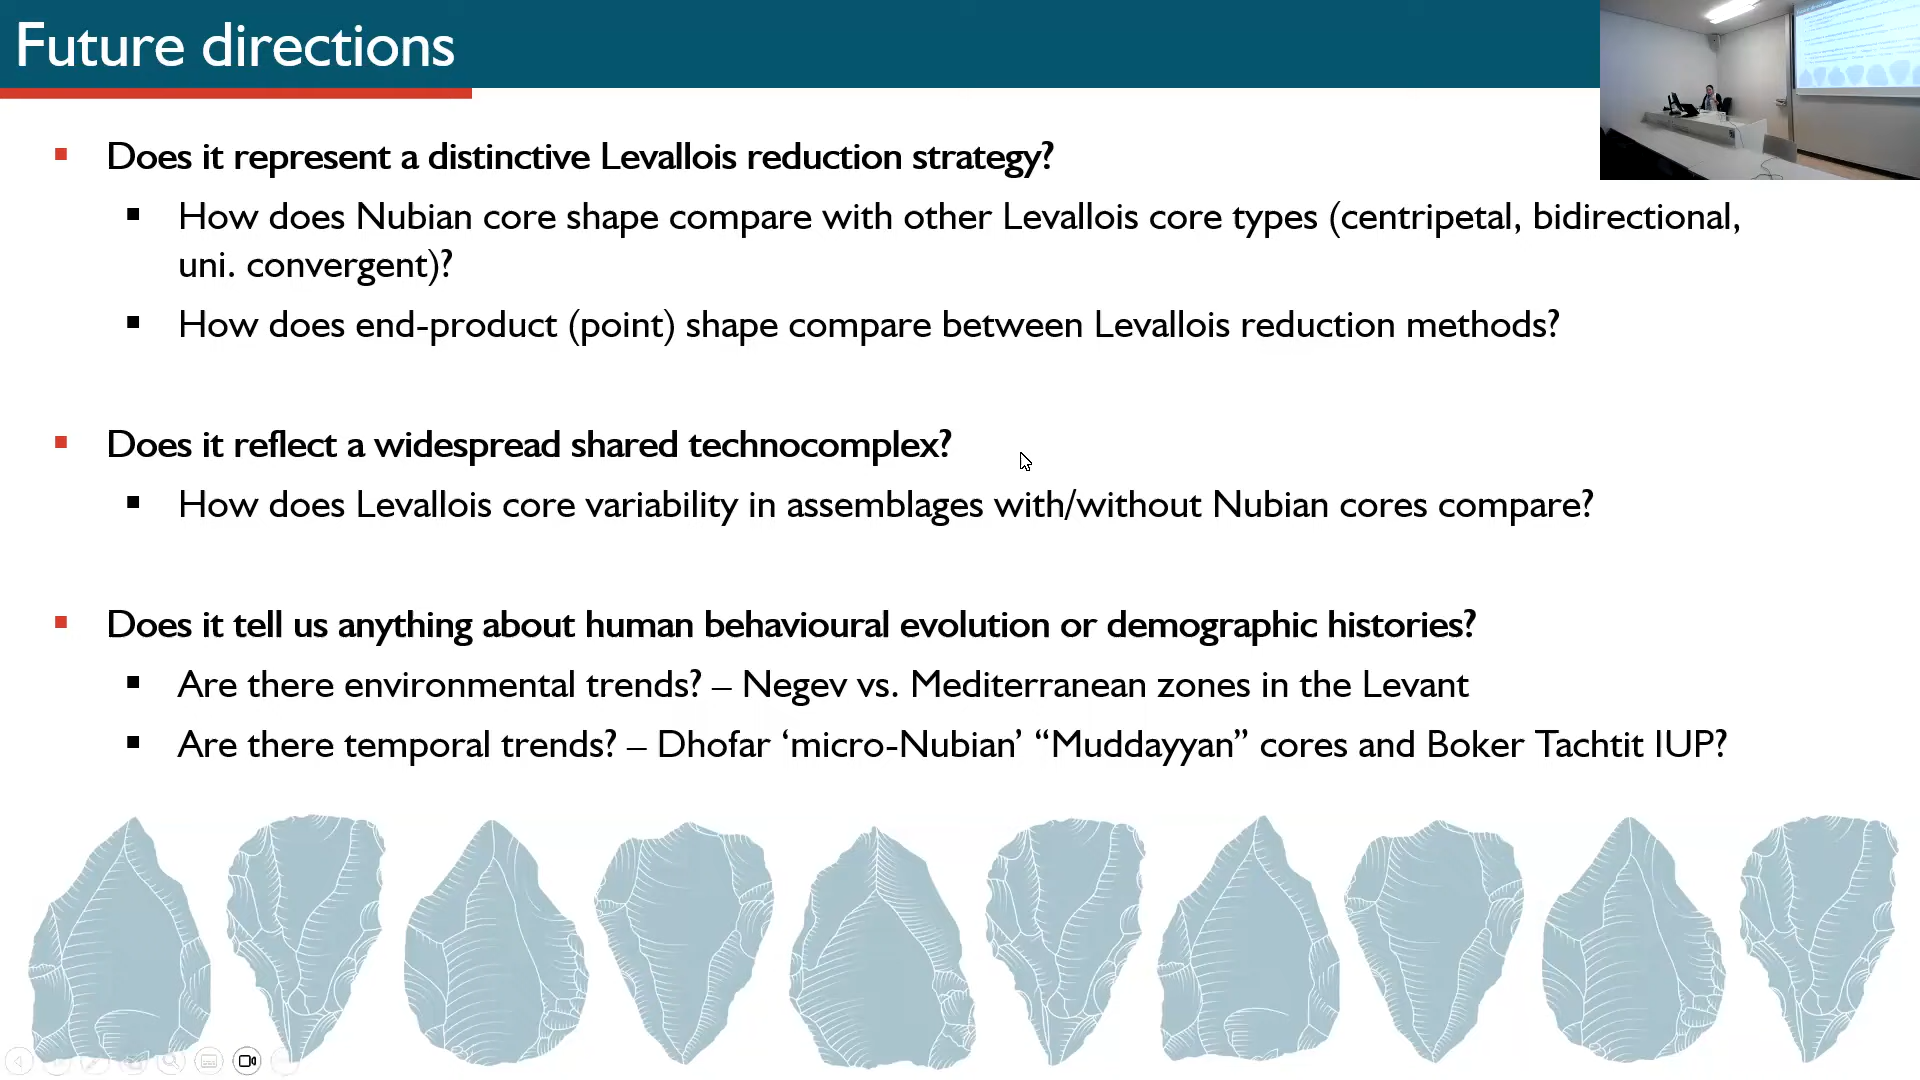 Future directions
Does it represent a distinctive Levallois reduction strategy?
How does Nubian core shape compare with other Levallois core types (centripetal, bidirectional,
uni. convergent)?
How does end-product (point) shape compare between Levallois reduction methods?
Does it reflect a widespread shared technocomplex?
How does Levallois core variability in assemblages with/without Nubian cores compare?
Does it tell us anything about human behavioural evolution or demographic histories?
Are there environmental trends? – Negev vs. Mediterranean zones in the Levant
Are there temporal trends? – Dhofar ‘micro-Nubian’ “Muddayyan” cores and Boker Tachtit IUP?